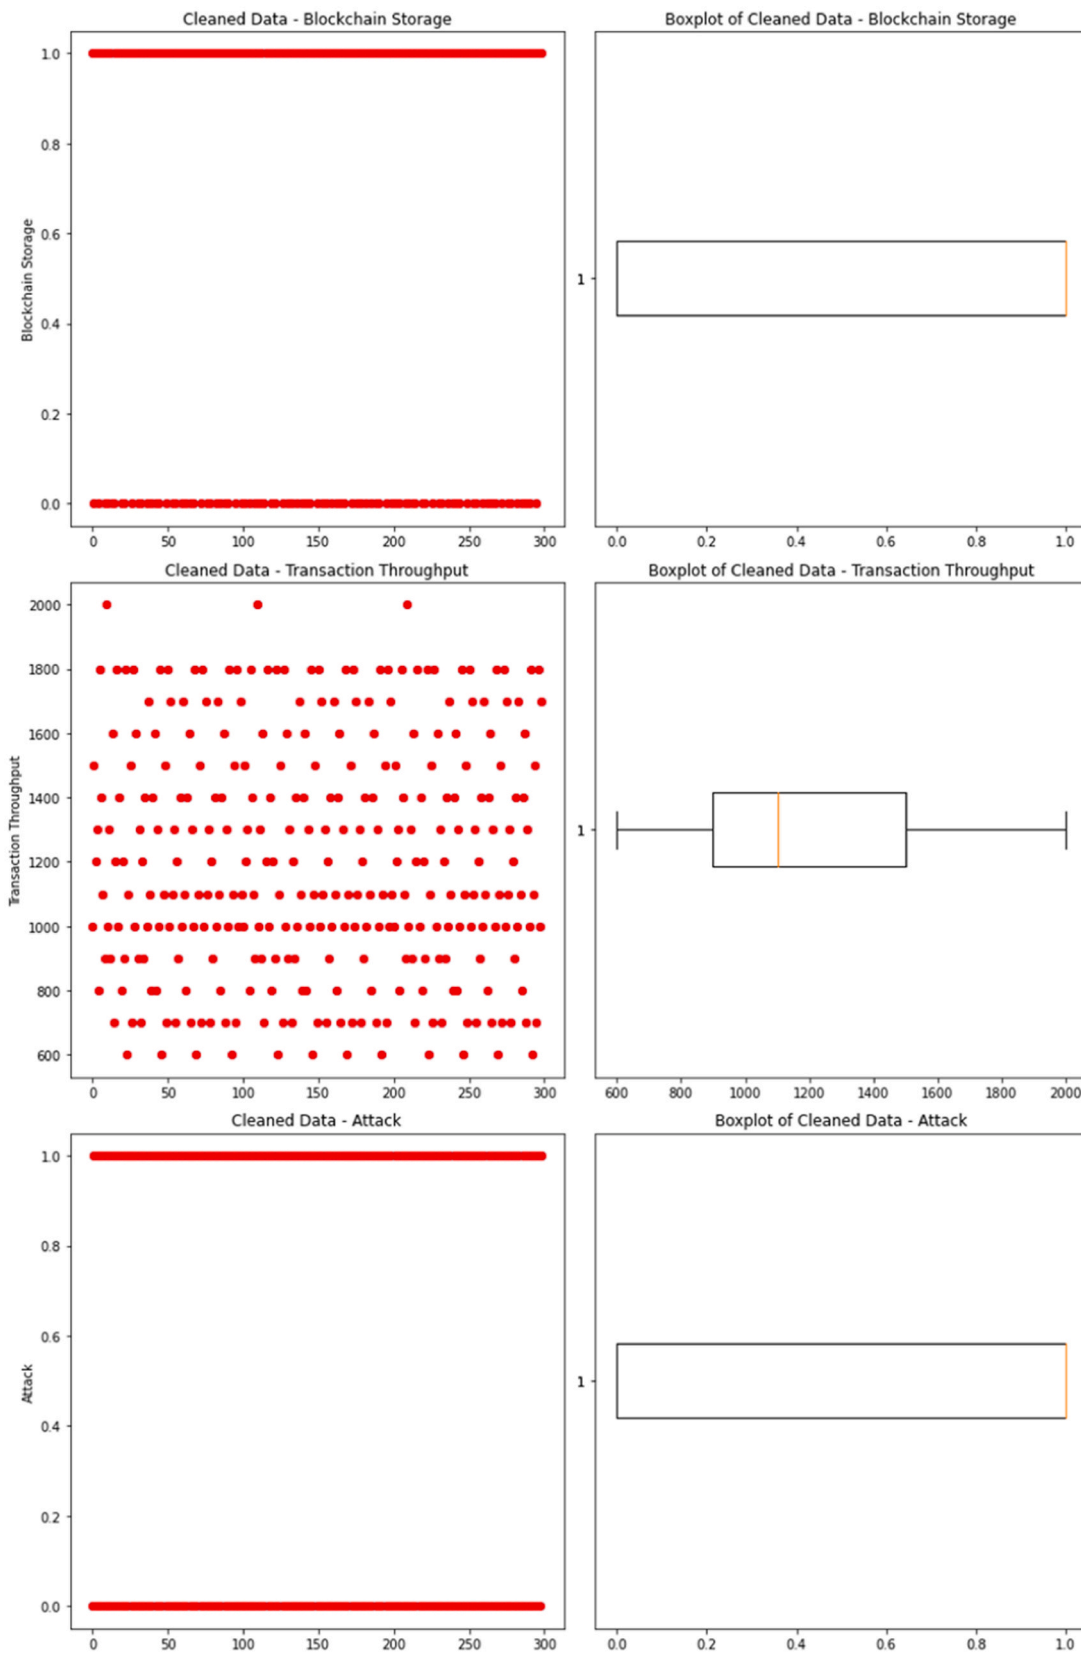 Cleaned Data - Blockchain Storage
Boxplot of Cleaned Data - Blockchain Storage
Blockchain Storage
1.0
0.8
0.6
0.4
0.2
0.0
0 50 100 150 200 250 300
1
0.0 0.2 0.4 0.6 0.8 1.0
Cleaned Data - Transaction Throughput
Boxplot of Cleaned Data - Transaction Throughput
Transaction Throughput
2000
1800
1600
1400
1200
1000
800
600
0 50 100 150 200 250 300
1
600 800 1000 1200 1400 1600 1800 2000
Cleaned Data - Attack
Boxplot of Cleaned Data - Attack
Attack
1.0
0.8
0.6
0.4
0.2
0.0
0 50 100 150 200 250 300
1
0.0 0.2 0.4 0.6 0.8 1.0